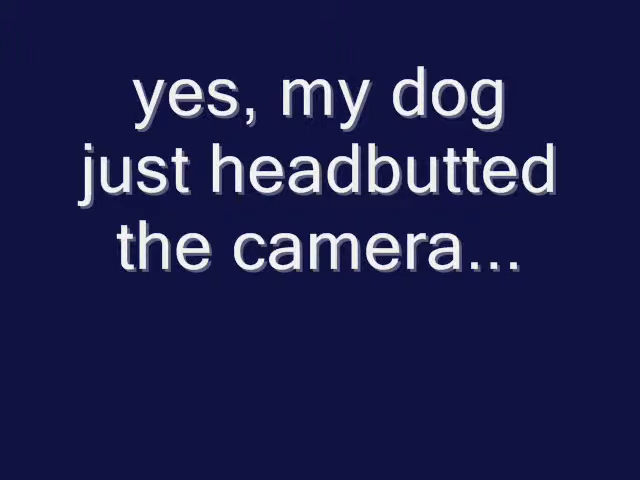 yes, my dog
just headbutted
the camera...